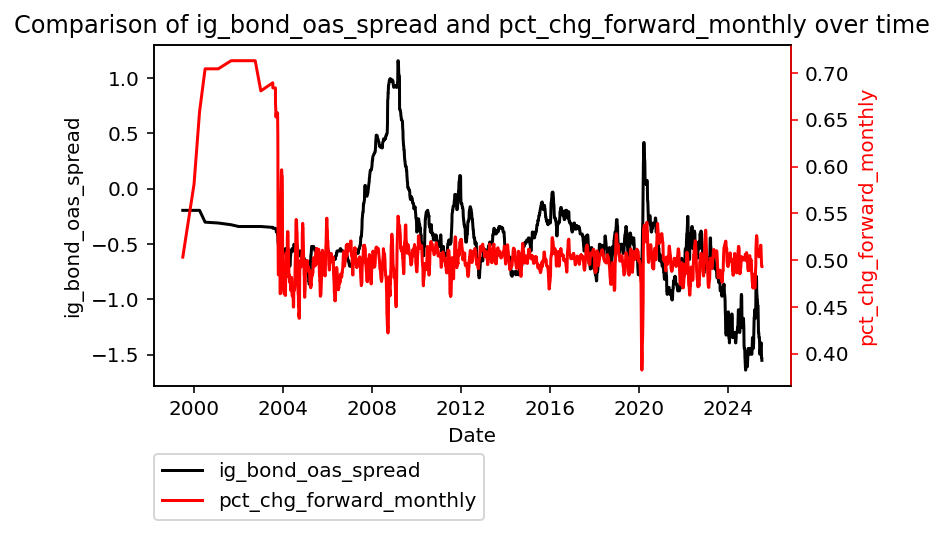 Comparison of ig_bond_oas_spread and pct_chg_forward_monthly over time
ig_bond_oas_spread
1.0
0.5
0.0
−0.5
−1.0
−1.5
0.70
0.65
0.60
0.55
0.50
0.45
0.40
pct_chg_forward_monthly
2000 2004 2008 2012 2016 2020 2024
Date
ig_bond_oas_spread
pct_chg_forward_monthly